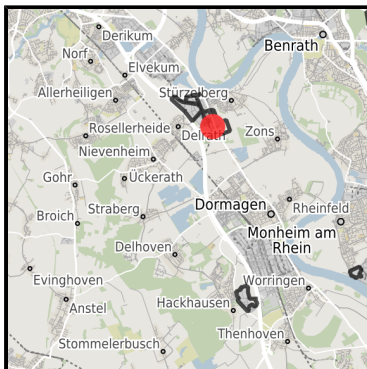 Derikum
Benrath
Norf
Elvekum
Allerheiligen
Stürzelberg
Rosellerheide
Delrath
Zons
Nievenheim
Gohr
Ückerath
Straberg
Dormagen
Rheinfeld
Broich
Monheim am
Rhein
Delhoven
Evinghoven
Worringen
Anstel
Hackhausen
Thenhoven
Stommelerbusch